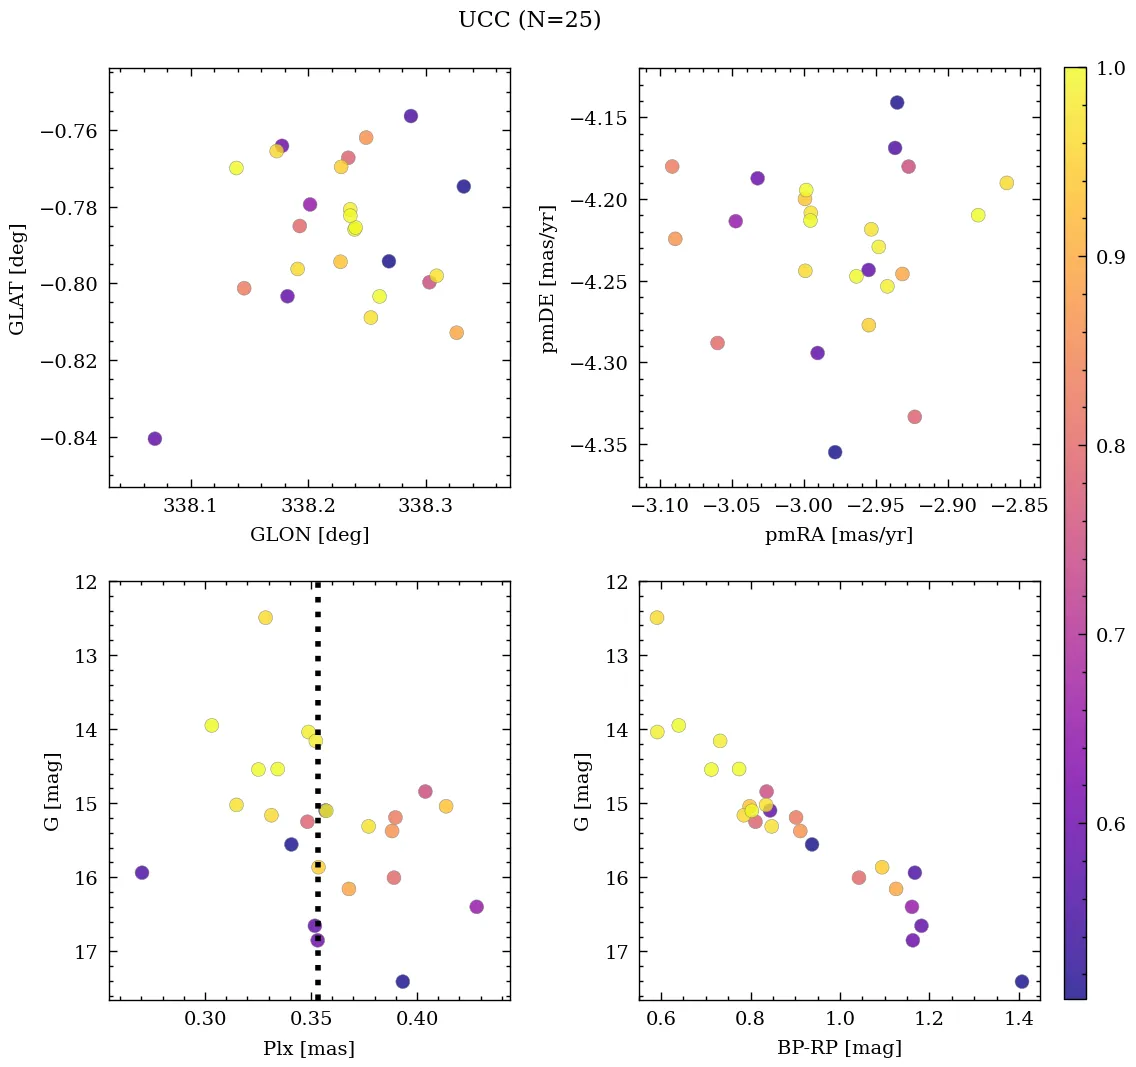 UCC (N=25)
−0.76
−0.78
−0.80
−0.82
−0.84
GLAT [deg]
338.1 338.2 338.3
GLON [deg]
−4.15
−4.20
−4.25
−4.30
−4.35
pmDE [mas/yr]
−3.10 −3.05 −3.00 −2.95 −2.90 −2.85
pmRA [mas/yr]
12
13
14
15
16
17
G [mag]
0.30 0.35 0.40
Plx [mas]
12
13
14
15
16
17
G [mag]
0.6 0.8 1.0 1.2 1.4
BP-RP [mag]
1.0
0.9
0.8
0.7
0.6